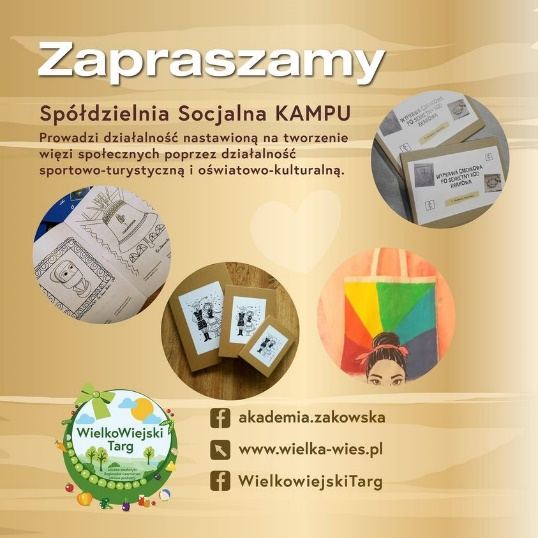 Zapraszamy
Spółdzielnia Socjalna KAMPU
Prowadzi działalność nastawioną na tworzenie
więzi społecznych poprzez działalność
sportowo-turystyczną i oświatowo-kulturalną.
WielkoWiejski
Targ
akademia.zakowska
www.wielka-wies.pl
WielkowiejskiTarg